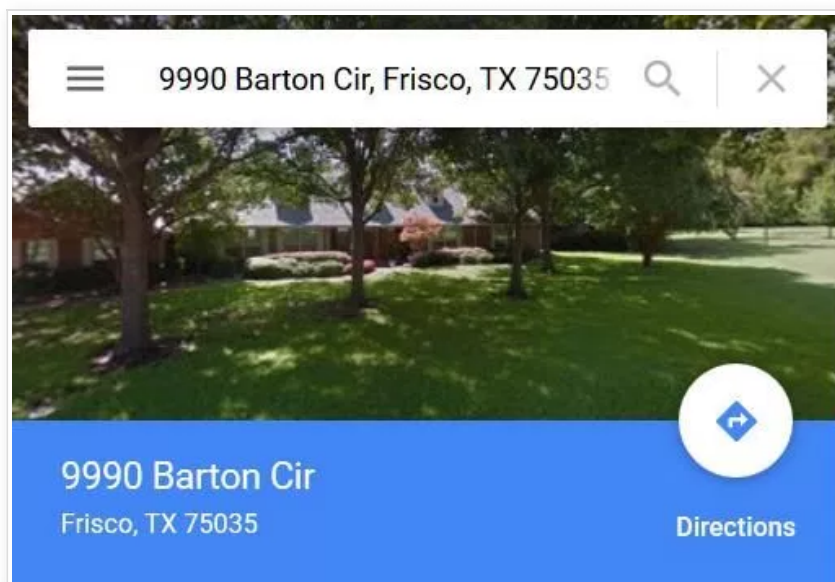 9990 Barton Cir, Frisco, TX 75035
9990 Barton Cir
Frisco, TX 75035
Directions